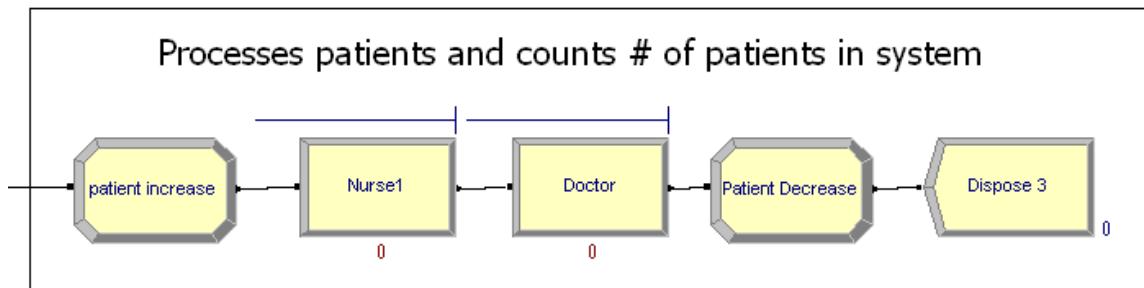 Processes patients and counts # of patients in system
patient increase
Nurse1
Doctor
Patient Decrease
Dispose 3
0
0
0